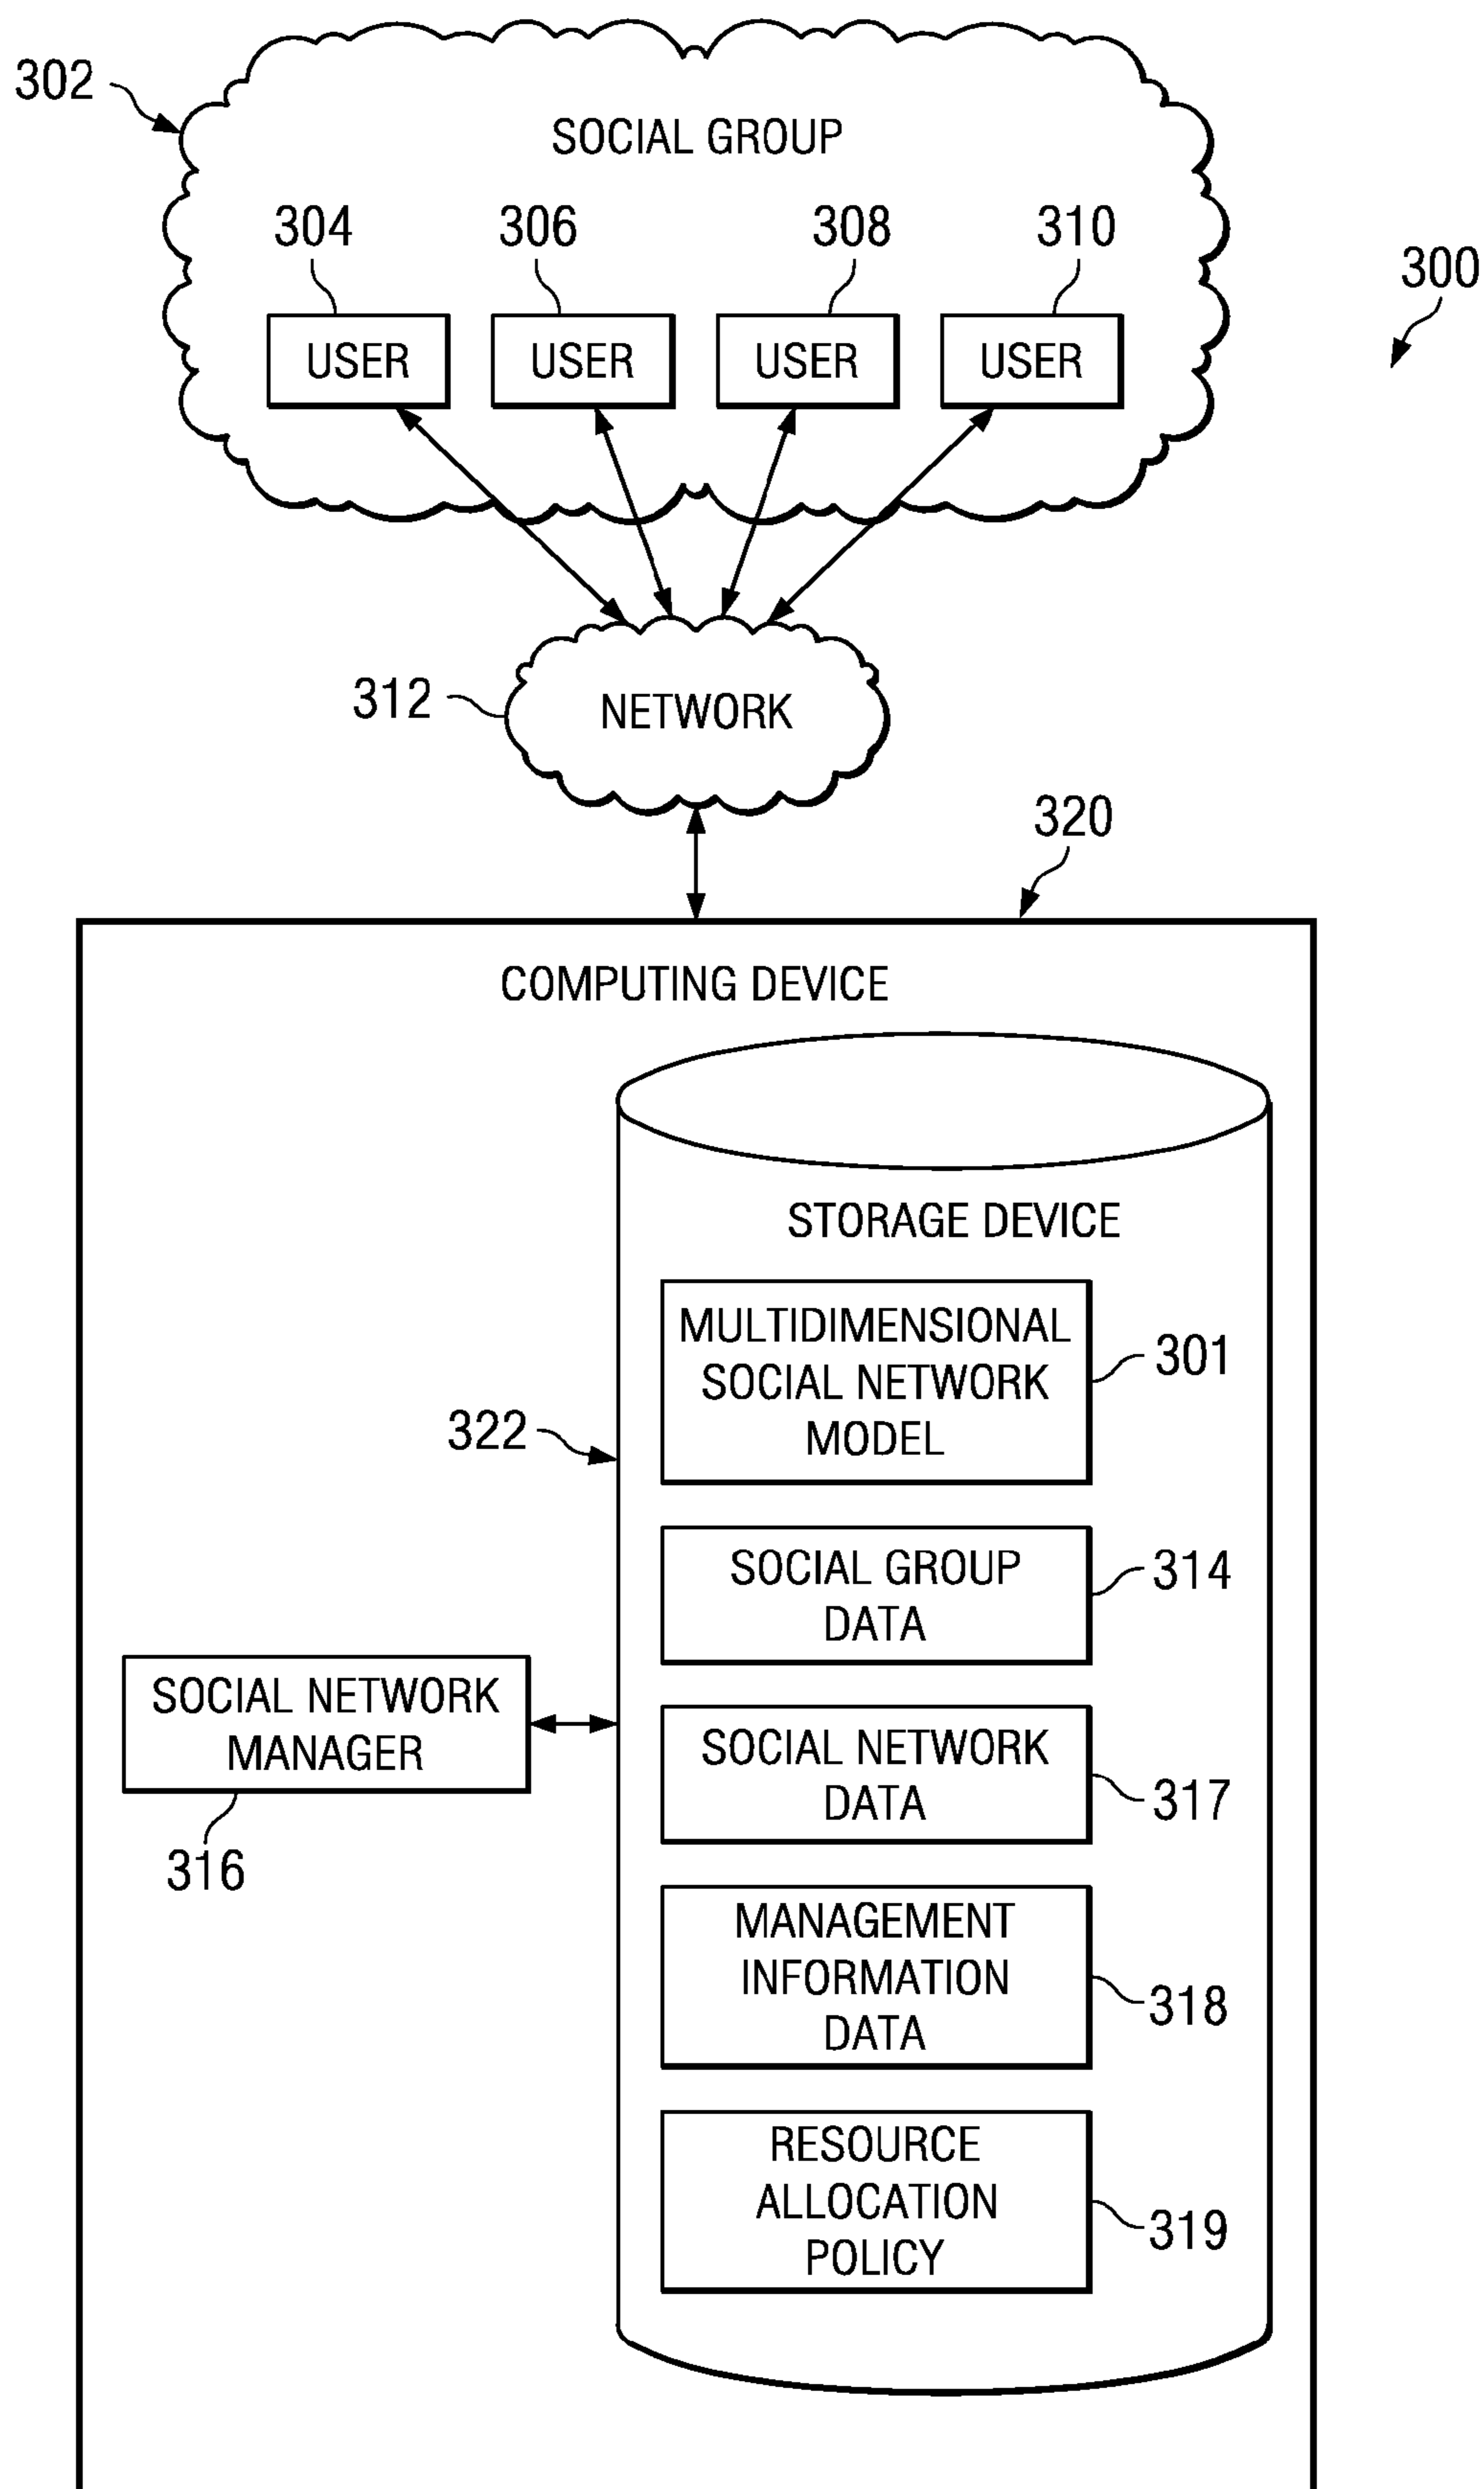 302
SOCIAL GROUP
304
306
308
310
300
USER
USER
USER
USER
312
NETWORK
320
COMPUTING DEVICE
STORAGE DEVICE
MULTIDIMENSIONAL
SOCIAL NETWORK
MODEL
301
322
SOCIAL GROUP
DATA
314
SOCIAL NETWORK
MANAGER
316
SOCIAL NETWORK
DATA
317
MANAGEMENT
INFORMATION
DATA
318
RESOURCE
ALLOCATION
POLICY
319